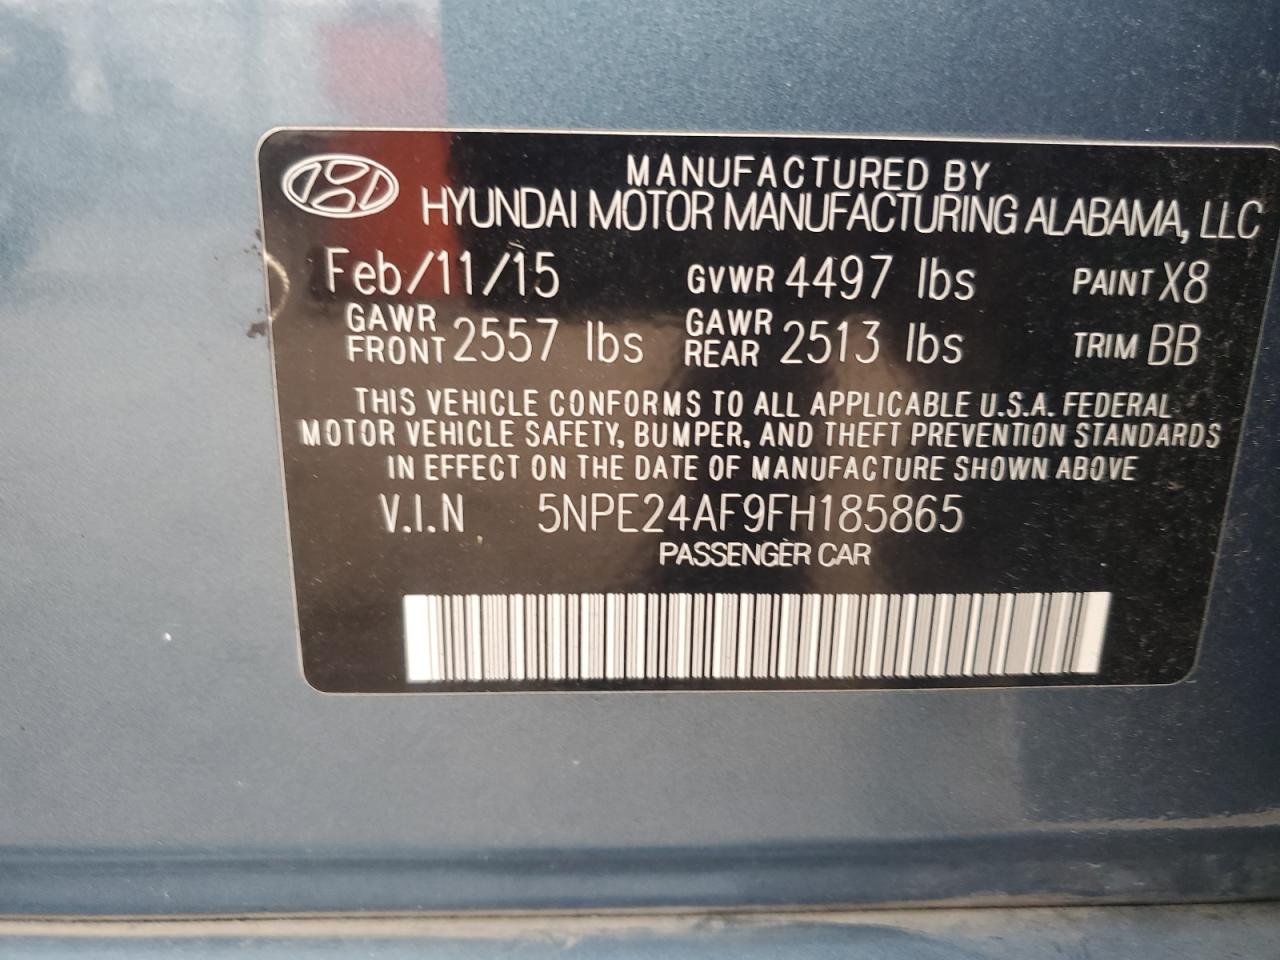 MANUFACTURED BY
HYUNDAI MOTOR MANUFACTURING ALABAMA, LLC
Feb/11/15 GVWR 4497 lbs PAINT X8
GAWR FRONT 2557 lbs GAWR REAR 2513 lbs TRIM BB
THIS VEHICLE CONFORMS TO ALL APPLICABLE U.S.A. FEDERAL
MOTOR VEHICLE SAFETY, BUMPER, AND THEFT PREVENTION STANDARDS
IN EFFECT ON THE DATE OF MANUFACTURE SHOWN ABOVE
V.I.N 5NPE24AF9FH185865
PASSENGER CAR